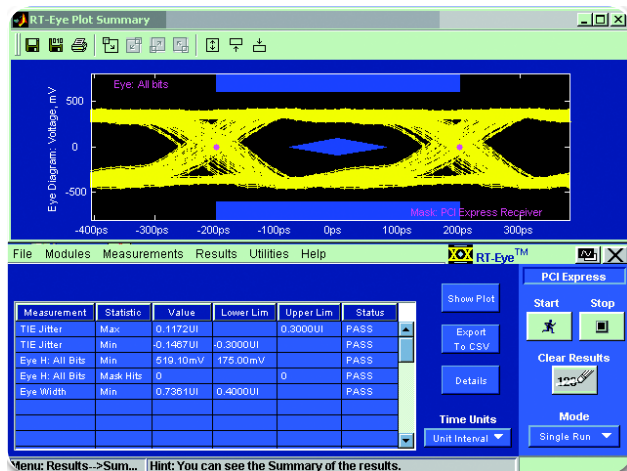 RT-Eye Plot Summary
Eye: All bits
Eye Diagram: Voltage, mV
500
0
-500
Mask: PCI Express Receiver
-400ps -300ps -200ps -100ps 0ps 100ps 200ps 300ps
File Modules Measurements Results Utilities Help RT-Eye™
PCI Express
Show Plot
Start Stop
Measurement Statistic Value Lower Lim Upper Lim Status
TIE Jitter Max 0.1172UI 0.3000UI PASS
TIE Jitter Min -0.1467UI -0.3000UI PASS
Eye H: All Bits Min 519.10mV 175.00mV PASS
Eye H: All Bits Mask Hits 0 0 PASS
Eye Width Min 0.7361UI 0.4000UI PASS
Export
To CSV
Clear Results
123
Details
Time Units
Unit Interval
Mode
Single Run
Menu: Results-->Sum... Hint: You can see the Summary of the results.